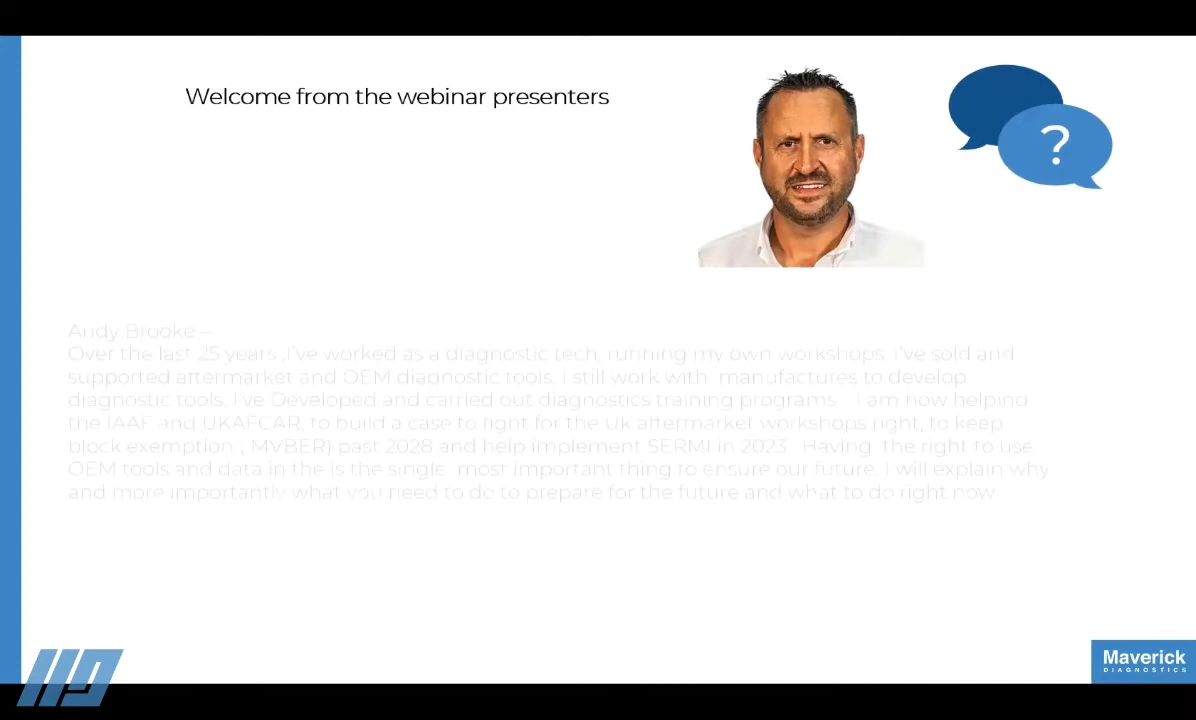 Welcome from the webinar presenters
?
Andy Brooke –
Over the last 25 years ,I've worked as a diagnostic tech, running my own workshops. I've sold and
supported aftermarket and OEM diagnostic tools. I still work with manufactures to develop
diagnostic tools. I've Developed and carried out diagnostics training programs . I am now helping
the IAAF and UKAFCAR, to build a case to fight for the Uk aftermarket workshops right, to keep
block exemption , MVBER) past 2028 and help implement SERMI in 2023 . Having the right to use
OEM tools and data in the is the single most important thing to ensure our future. I will explain why
and more importantly what you need to do to prepare for the future and what to do right now
Maverick
DIAGNOSTICS